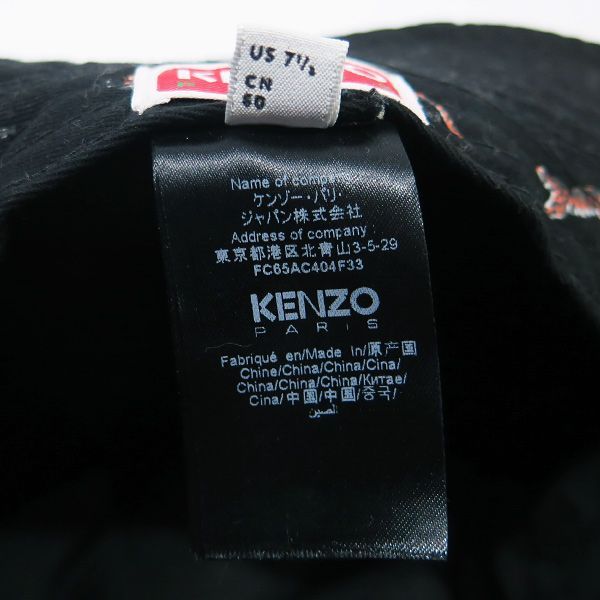 US 7½
CN
60
Name of company :
ケンゾー・パリ・
ジャパン株式会社
Address of company :
東京都港区北青山3-5-29
FC65AC404F33
KENZO
PARIS
Fabriqué en/Made In/原产国
Chine/China/China/Cina/
China/China/China/Китае/
Cina/中国/中国/중국/
الصين/